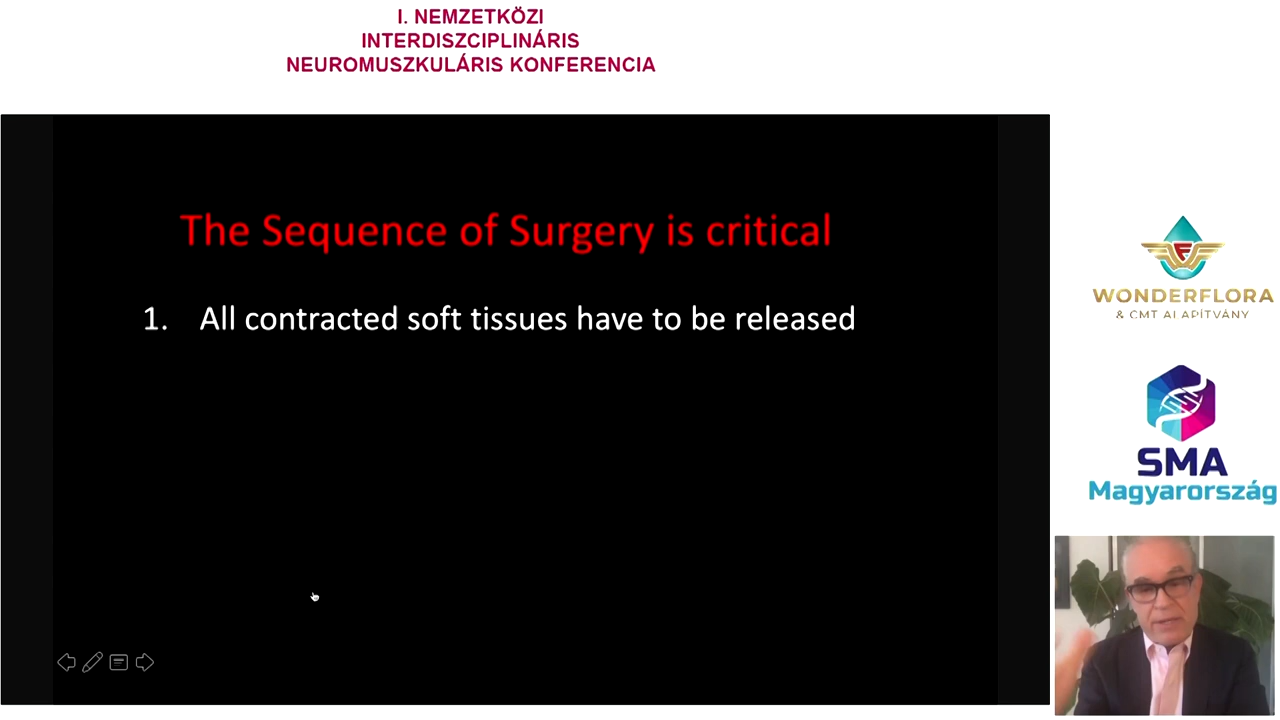 I. NEMZETKÖZI
INTERDISZCIPLINÁRIS
NEUROMUSZKULÁRIS KONFERENCIA
The Sequence of Surgery is critical
1. All contracted soft tissues have to be released
WONDERFLORA
& CMT ALAPÍTVÁNY
SMA
Magyarország